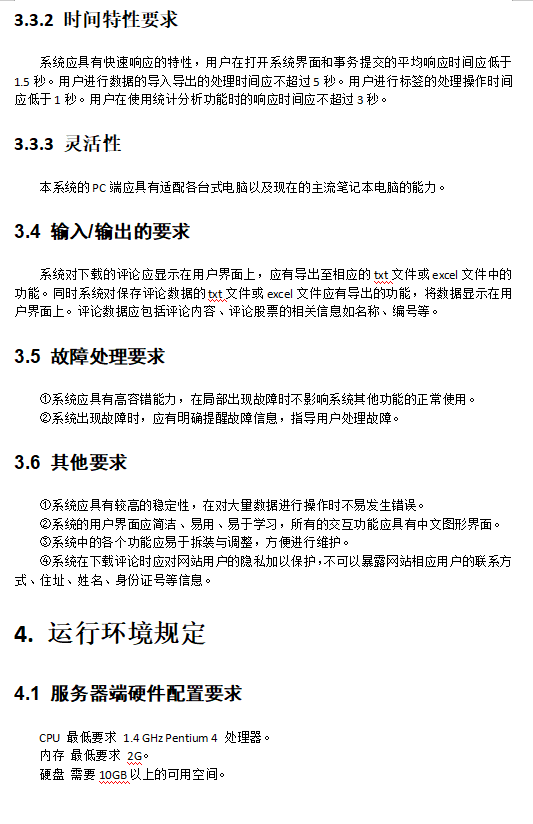 3.3.2 时间特性要求
系统应具有快速响应的特性，用户在打开系统界面和事务提交的平均响应时间应低于
1.5 秒。用户进行数据的导入导出的处理时间应不超过 5 秒。用户进行标签的处理操作时间
应低于 1 秒。用户在使用统计分析功能时的响应时间应不超过 3 秒。
3.3.3 灵活性
本系统的 PC 端应具有适配各台式电脑以及现在的主流笔记本电脑的能力。
3.4 输入/输出的要求
系统对下载的评论应显示在用户界面上，应有导出至相应的 txt 文件或 excel 文件中的
功能。同时系统对保存评论数据的 txt 文件或 excel 文件应有导出的功能，将数据显示在用
户界面上。评论数据应包括评论内容、评论股票的相关信息如名称、编号等。
3.5 故障处理要求
①系统应具有高容错能力，在局部出现故障时不影响系统其他功能的正常使用。
②系统出现故障时，应有明确提醒故障信息，指导用户处理故障。
3.6 其他要求
①系统应具有较高的稳定性，在对大量数据进行操作时不易发生错误。
②系统的用户界面应简洁、易用、易于学习，所有的交互功能应具有中文图形界面。
③系统中的各个功能应易于拆装与调整，方便进行维护。
④系统在下载评论时应对网站用户的隐私加以保护，不可以暴露网站相应用户的联系方
式、住址、姓名、身份证号等信息。
4. 运行环境规定
4.1 服务器端硬件配置要求
CPU 最低要求 1.4 GHz Pentium 4 处理器。
内存 最低要求 2G。
硬盘 需要 10GB 以上的可用空间。